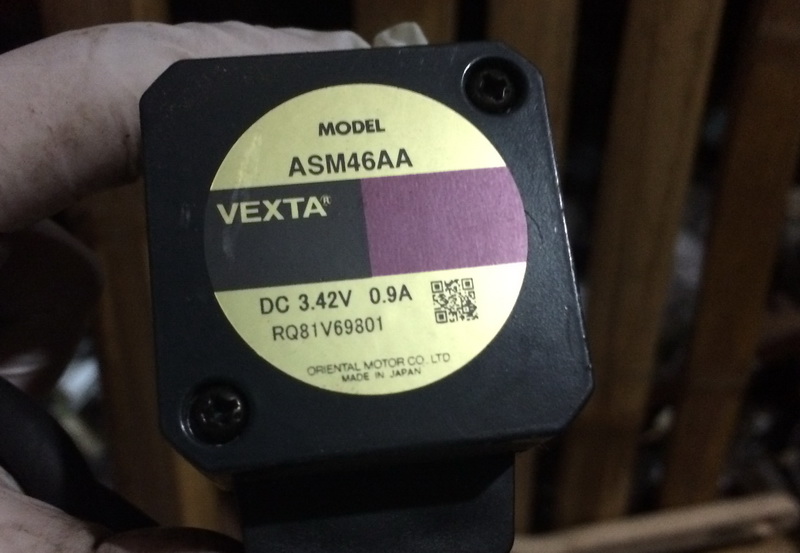 MODEL
ASM46AA
VEXTA®
DC 3.42V 0.9A
RQ81V69801
ORIENTAL MOTOR CO., LTD
MADE IN JAPAN